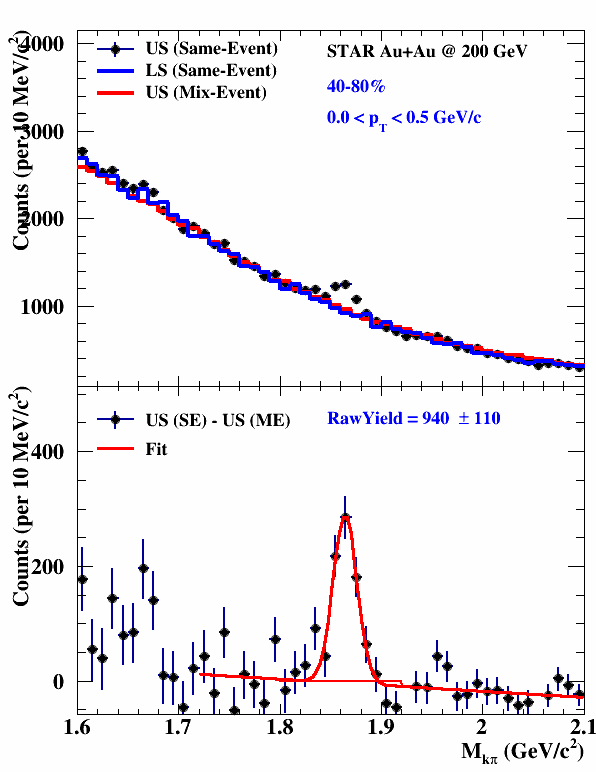 4000
3000
2000
1000
Counts (per 10 MeV/c²)
US (Same-Event)
LS (Same-Event)
US (Mix-Event)
STAR Au+Au @ 200 GeV
40-80%
0.0 < p_T < 0.5 GeV/c
400
200
0
Counts (per 10 MeV/c²)
US (SE) - US (ME)
Fit
RawYield = 940 ± 110
1.6 1.7 1.8 1.9 2 2.1
M_kπ (GeV/c²)